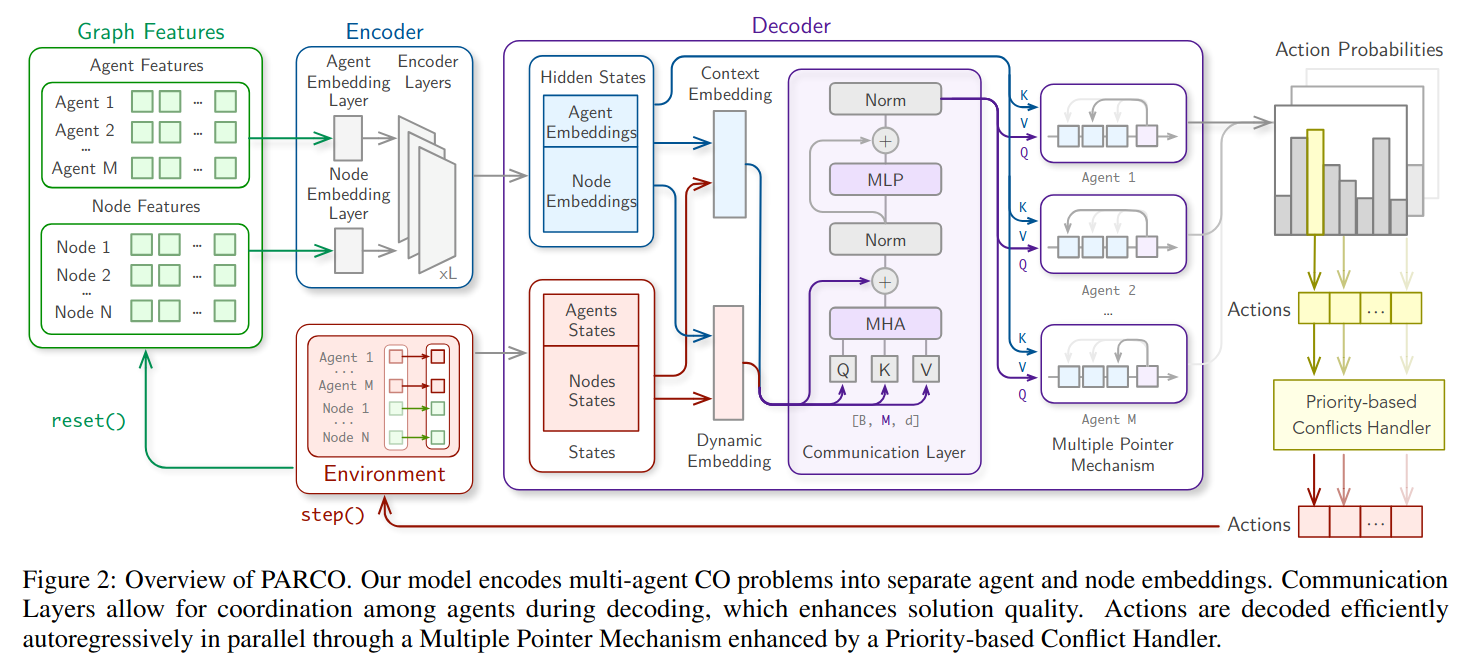 Graph Features
Agent Features
Agent 1
Agent 2
...
Agent M
Node Features
Node 1
Node 2
...
Node N
reset()
Encoder
Agent
Embedding
Layer
Encoder
Layers
Node
Embedding
Layer
xL
Agent 1
...
Agent M
Node 1
...
Node N
Environment
step()
Decoder
Hidden States
Agent
Embeddings
Node
Embeddings
Agents
States
Nodes
States
States
Context
Embedding
Dynamic
Embedding
Norm
+
MLP
Norm
+
MHA
Q K V
[B, M, d]
Communication Layer
K
V
Q
Agent 1
K
V
Q
Agent 2
...
K
V
Q
Agent M
Multiple Pointer
Mechanism
Action Probabilities
Actions
...
Priority-based
Conflicts Handler
Actions
...
Figure 2: Overview of PARCO. Our model encodes multi-agent CO problems into separate agent and node embeddings. Communication
Layers allow for coordination among agents during decoding, which enhances solution quality. Actions are decoded efficiently
autoregressively in parallel through a Multiple Pointer Mechanism enhanced by a Priority-based Conflict Handler.